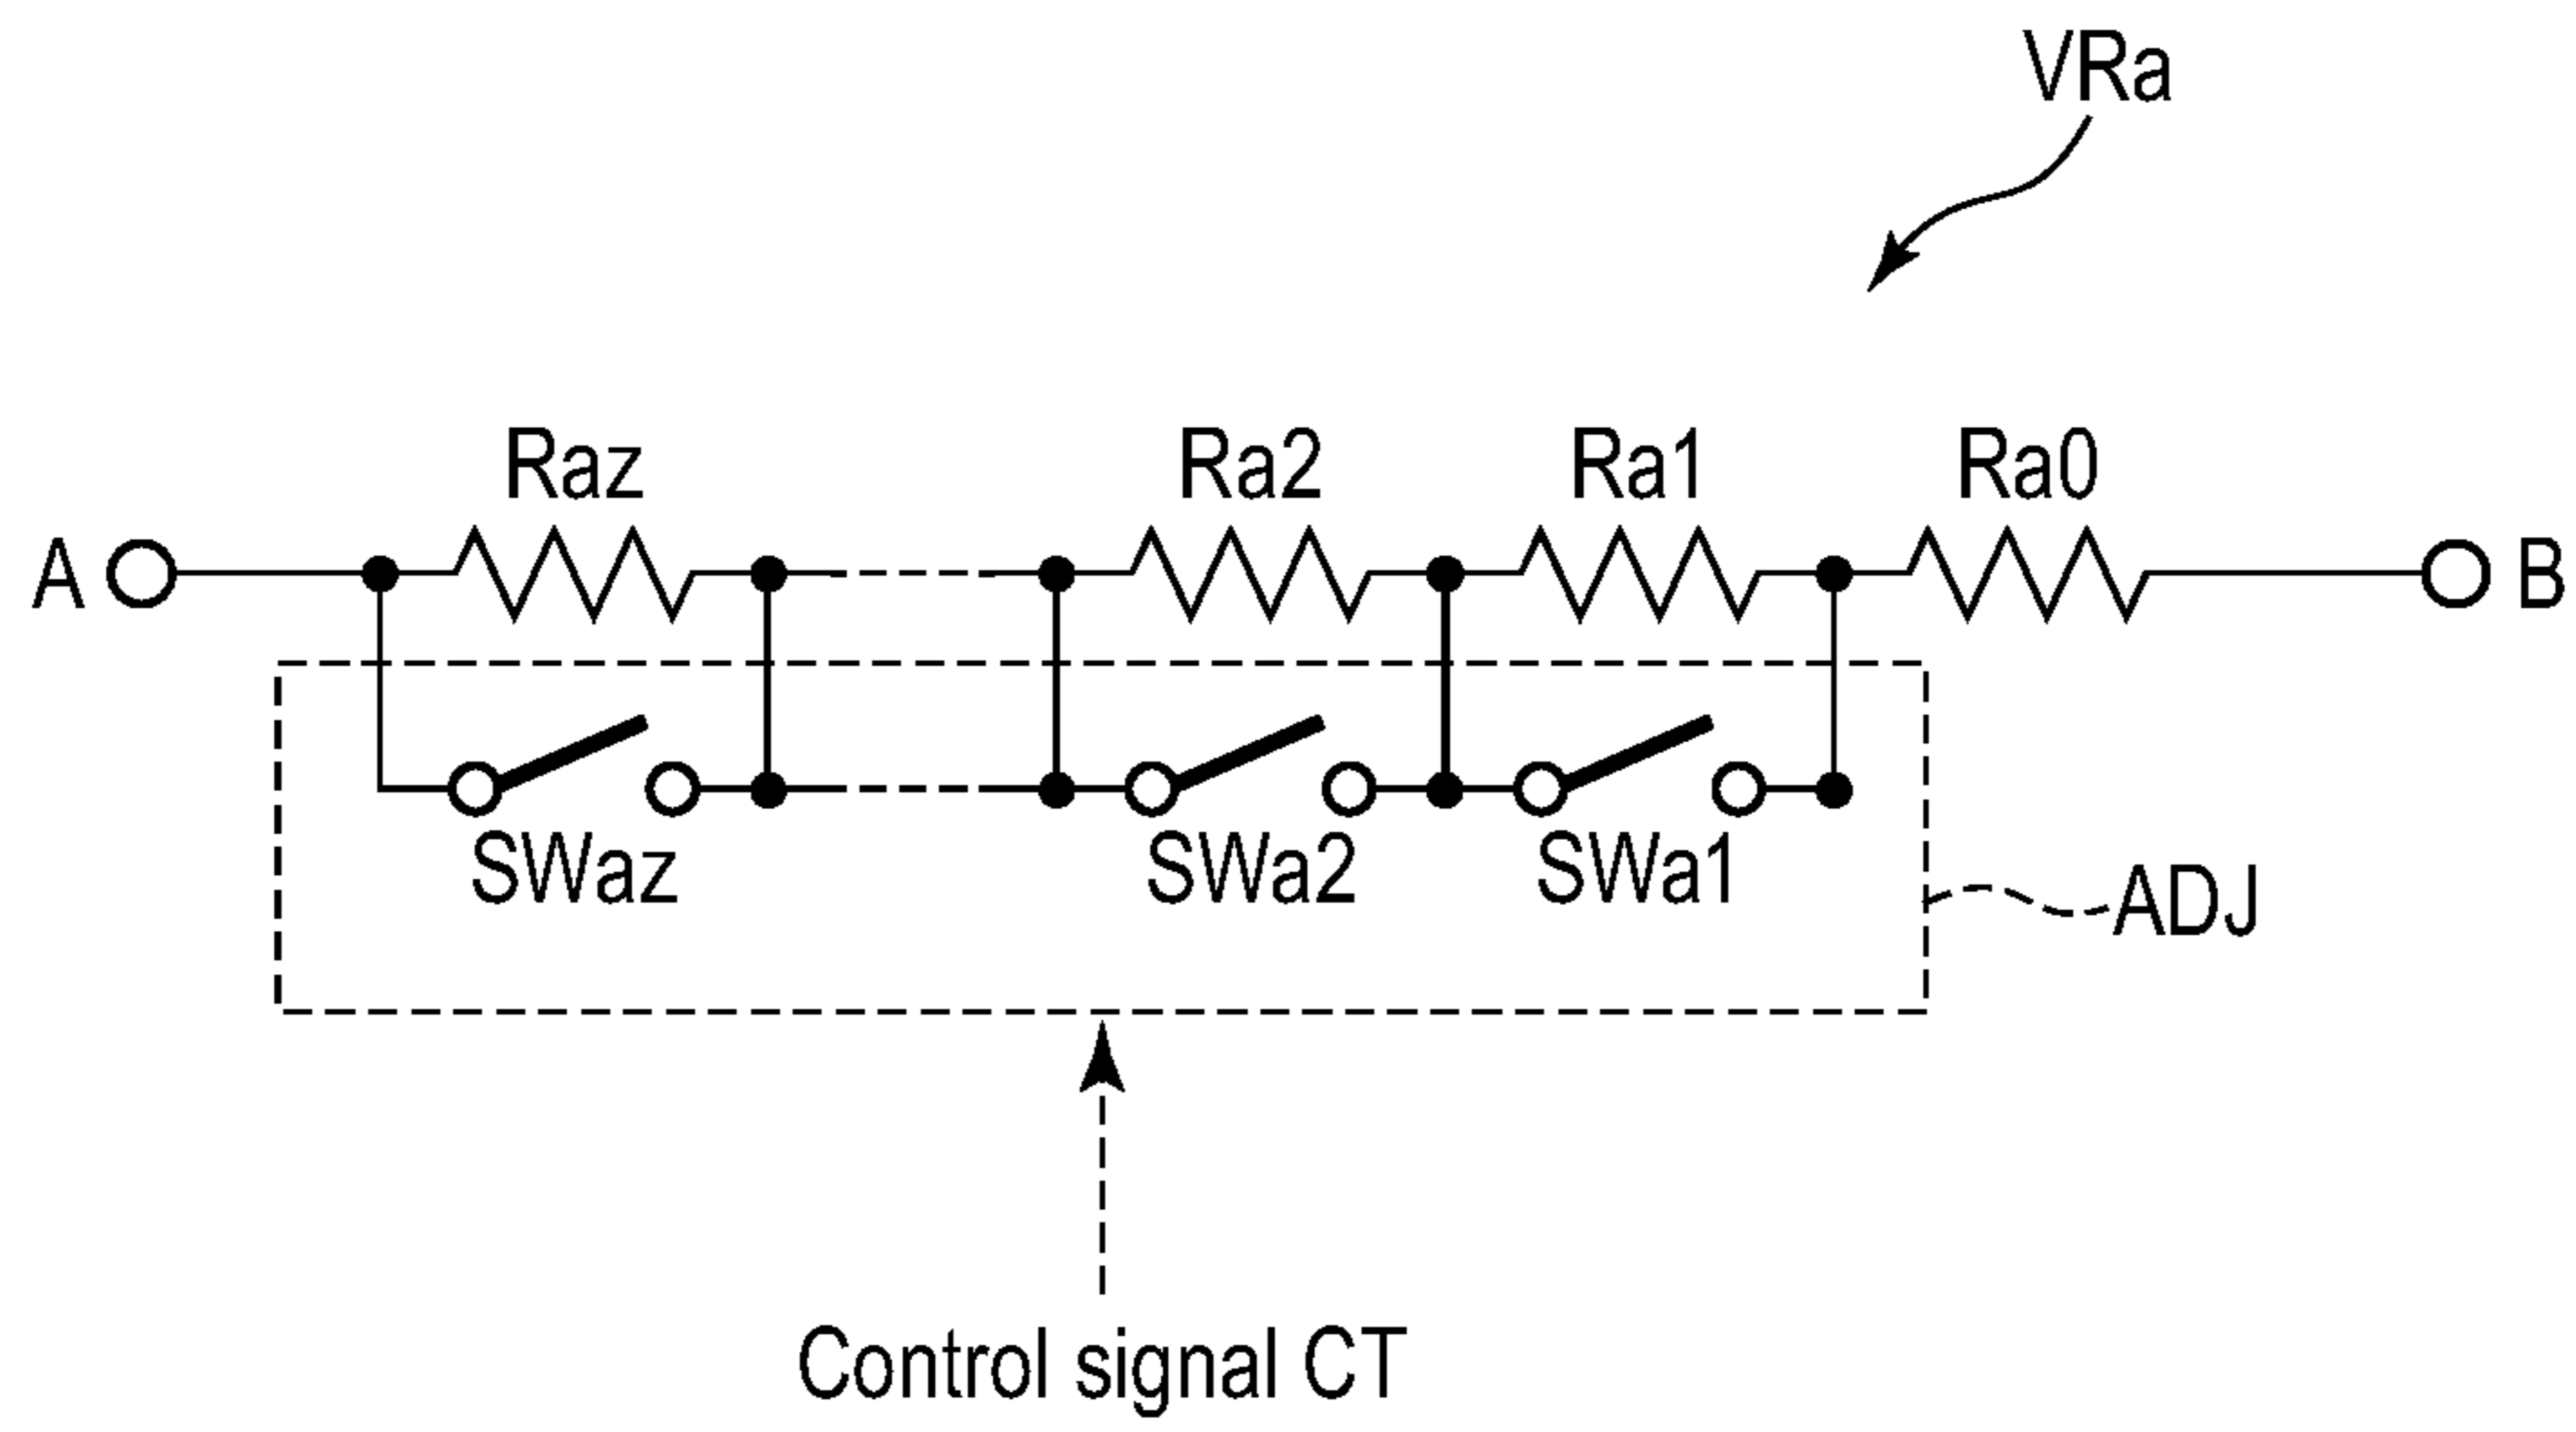 VRa
Raz
Ra2
Ra1
Ra0
A
B
SWaz
SWa2
SWa1
ADJ
Control signal CT